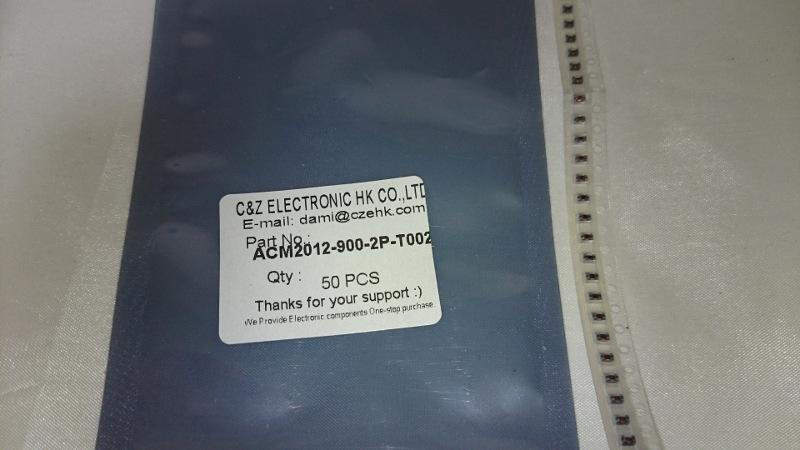 C&Z ELECTRONIC HK CO.,LTD
E-mail: dami@czehk.com
Part No.:
ACM2012-900-2P-T002
Qty : 50 PCS
Thanks for your support :)
We Provide Electronic components One-stop purchase.